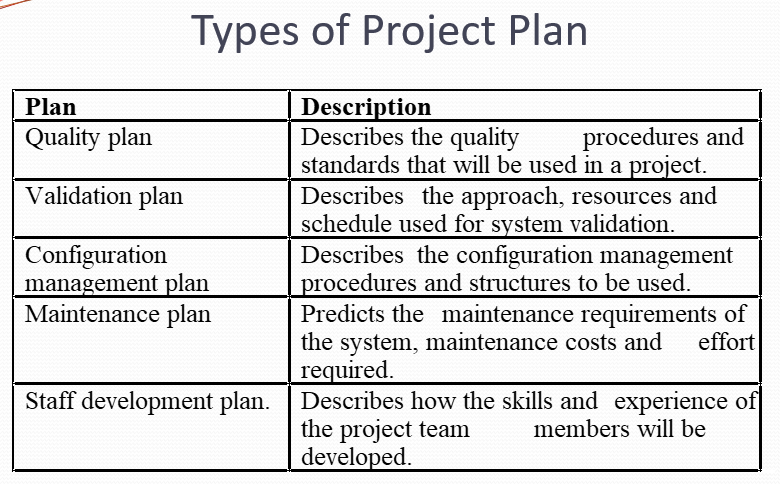 Types of Project Plan
Plan Description
Quality plan Describes the quality procedures and
standards that will be used in a project.
Validation plan Describes the approach, resources and
schedule used for system validation.
Configuration Describes the configuration management
management plan procedures and structures to be used.
Maintenance plan Predicts the maintenance requirements of
the system, maintenance costs and effort
required.
Staff development plan. Describes how the skills and experience of
the project team members will be
developed.